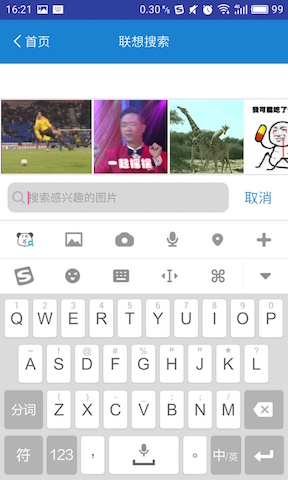 16:21 0.30 K/s 99
首页 联想搜索
一起摇摆
我可能吃了
搜索感兴趣的图片 取消
1 2 3 4 5 6 7 8 9 0
Q W E R T Y U I O P
~ ! @ # % " " * ?
A S D F G H J K L
分词 Z X C V B N M
符 123 , 。 中/英